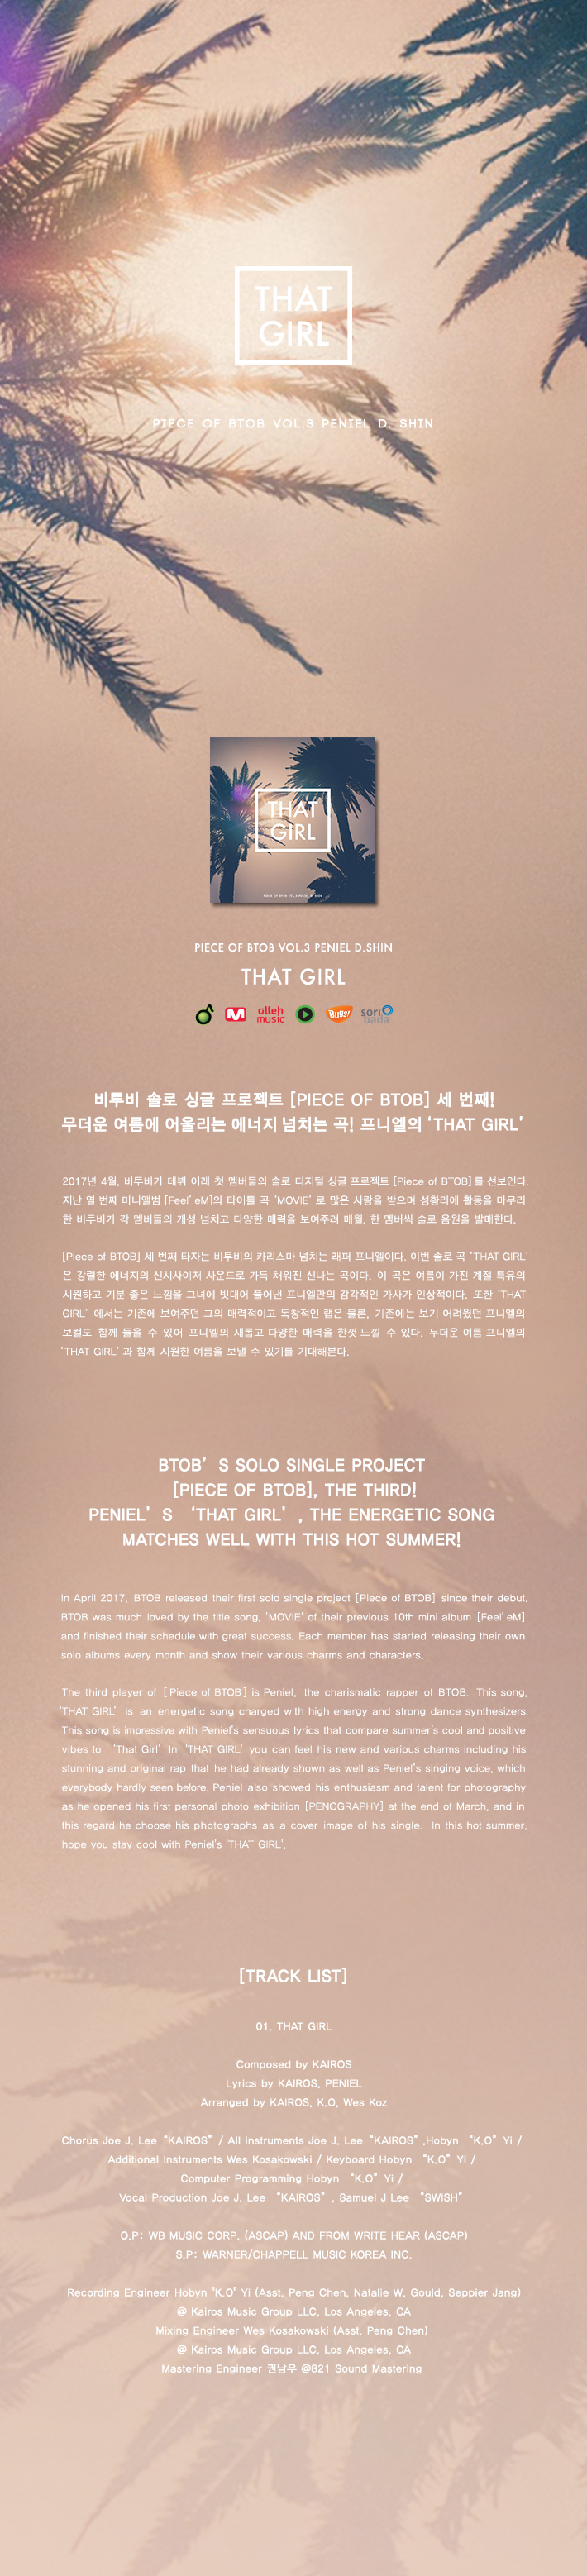 THAT
GIRL
PIECE OF BTOB VOL.3 PENIEL D. SHIN
THAT
GIRL
PIECE OF BTOB VOL.3 PENIEL D. SHIN
PIECE OF BTOB VOL.3 PENIEL D.SHIN
THAT GIRL
olleh music Bugs! soribada
비투비 솔로 싱글 프로젝트 [PIECE OF BTOB] 세 번째!
무더운 여름에 어울리는 에너지 넘치는 곡! 프니엘의 ‘THAT GIRL’
2017년 4월, 비투비가 데뷔 이래 첫 멤버들의 솔로 디지털 싱글 프로젝트 [Piece of BTOB]를 선보인다.
지난 열 번째 미니앨범 [Feel’ eM]의 타이틀 곡 ‘MOVIE’ 로 많은 사랑을 받으며 성황리에 활동을 마무리
한 비투비가 각 멤버들의 개성 넘치고 다양한 매력을 보여주려 매월, 한 멤버씩 솔로 음원을 발매한다.
[Piece of BTOB] 세 번째 타자는 비투비의 카리스마 넘치는 래퍼 프니엘이다. 이번 솔로 곡 ‘THAT GIRL’
은 강렬한 에너지의 신시사이저 사운드로 가득 채워진 신나는 곡이다. 이 곡은 여름이 가진 계절 특유의
시원하고 기분 좋은 느낌을 그녀에 빗대어 풀어낸 프니엘만의 감각적인 가사가 인상적이다. 또한 ‘THAT
GIRL’ 에서는 기존에 보여주던 그의 매력적이고 독창적인 랩은 물론, 기존에는 보기 어려웠던 프니엘의
보컬도 함께 들을 수 있어 프니엘의 새롭고 다양한 매력을 한껏 느낄 수 있다. 무더운 여름 프니엘의
‘THAT GIRL’ 과 함께 시원한 여름을 보낼 수 있기를 기대해본다.
BTOB’ S SOLO SINGLE PROJECT
[PIECE OF BTOB], THE THIRD!
PENIEL’ S ‘THAT GIRL’ , THE ENERGETIC SONG
MATCHES WELL WITH THIS HOT SUMMER!
In April 2017, BTOB released their first solo single project [Piece of BTOB] since their debut.
BTOB was much loved by the title song, ‘MOVIE’ of their previous 10th mini album [Feel’ eM]
and finished their schedule with great success. Each member has started releasing their own
solo albums every month and show their various charms and characters.
The third player of [Piece of BTOB] is Peniel, the charismatic rapper of BTOB. This song,
‘THAT GIRL’ is an energetic song charged with high energy and strong dance synthesizers.
This song is impressive with Peniel’s sensuous lyrics that compare summer’s cool and positive
vibes to ‘That Girl’ In ‘THAT GIRL’ you can feel his new and various charms including his
stunning and original rap that he had already shown as well as Peniel’s singing voice, which
everybody hardly seen before. Peniel also showed his enthusiasm and talent for photography
as he opened his first personal photo exhibition [PENOGRAPHY] at the end of March, and in
this regard he choose his photographs as a cover image of his single. In this hot summer,
hope you stay cool with Peniel’s ‘THAT GIRL’.
[TRACK LIST]
01. THAT GIRL
Composed by KAIROS
Lyrics by KAIROS, PENIEL
Arranged by KAIROS, K.O, Wes Koz
Chorus Joe J. Lee “KAIROS” / All Instruments Joe J. Lee “KAIROS” ,Hobyn “K.O” Yi /
Additional Instruments Wes Kosakowski / Keyboard Hobyn “K.O” Yi /
Computer Programming Hobyn “K.O” Yi /
Vocal Production Joe J. Lee “KAIROS” , Samuel J Lee “SWISH”
O.P: WB MUSIC CORP. (ASCAP) AND FROM WRITE HEAR (ASCAP)
S.P: WARNER/CHAPPELL MUSIC KOREA INC.
Recording Engineer Hobyn "K.O" Yi (Asst. Peng Chen, Natalie W. Gould, Seppier Jang)
@ Kairos Music Group LLC, Los Angeles, CA
Mixing Engineer Wes Kosakowski (Asst. Peng Chen)
@ Kairos Music Group LLC, Los Angeles, CA
Mastering Engineer 권남우 @821 Sound Mastering